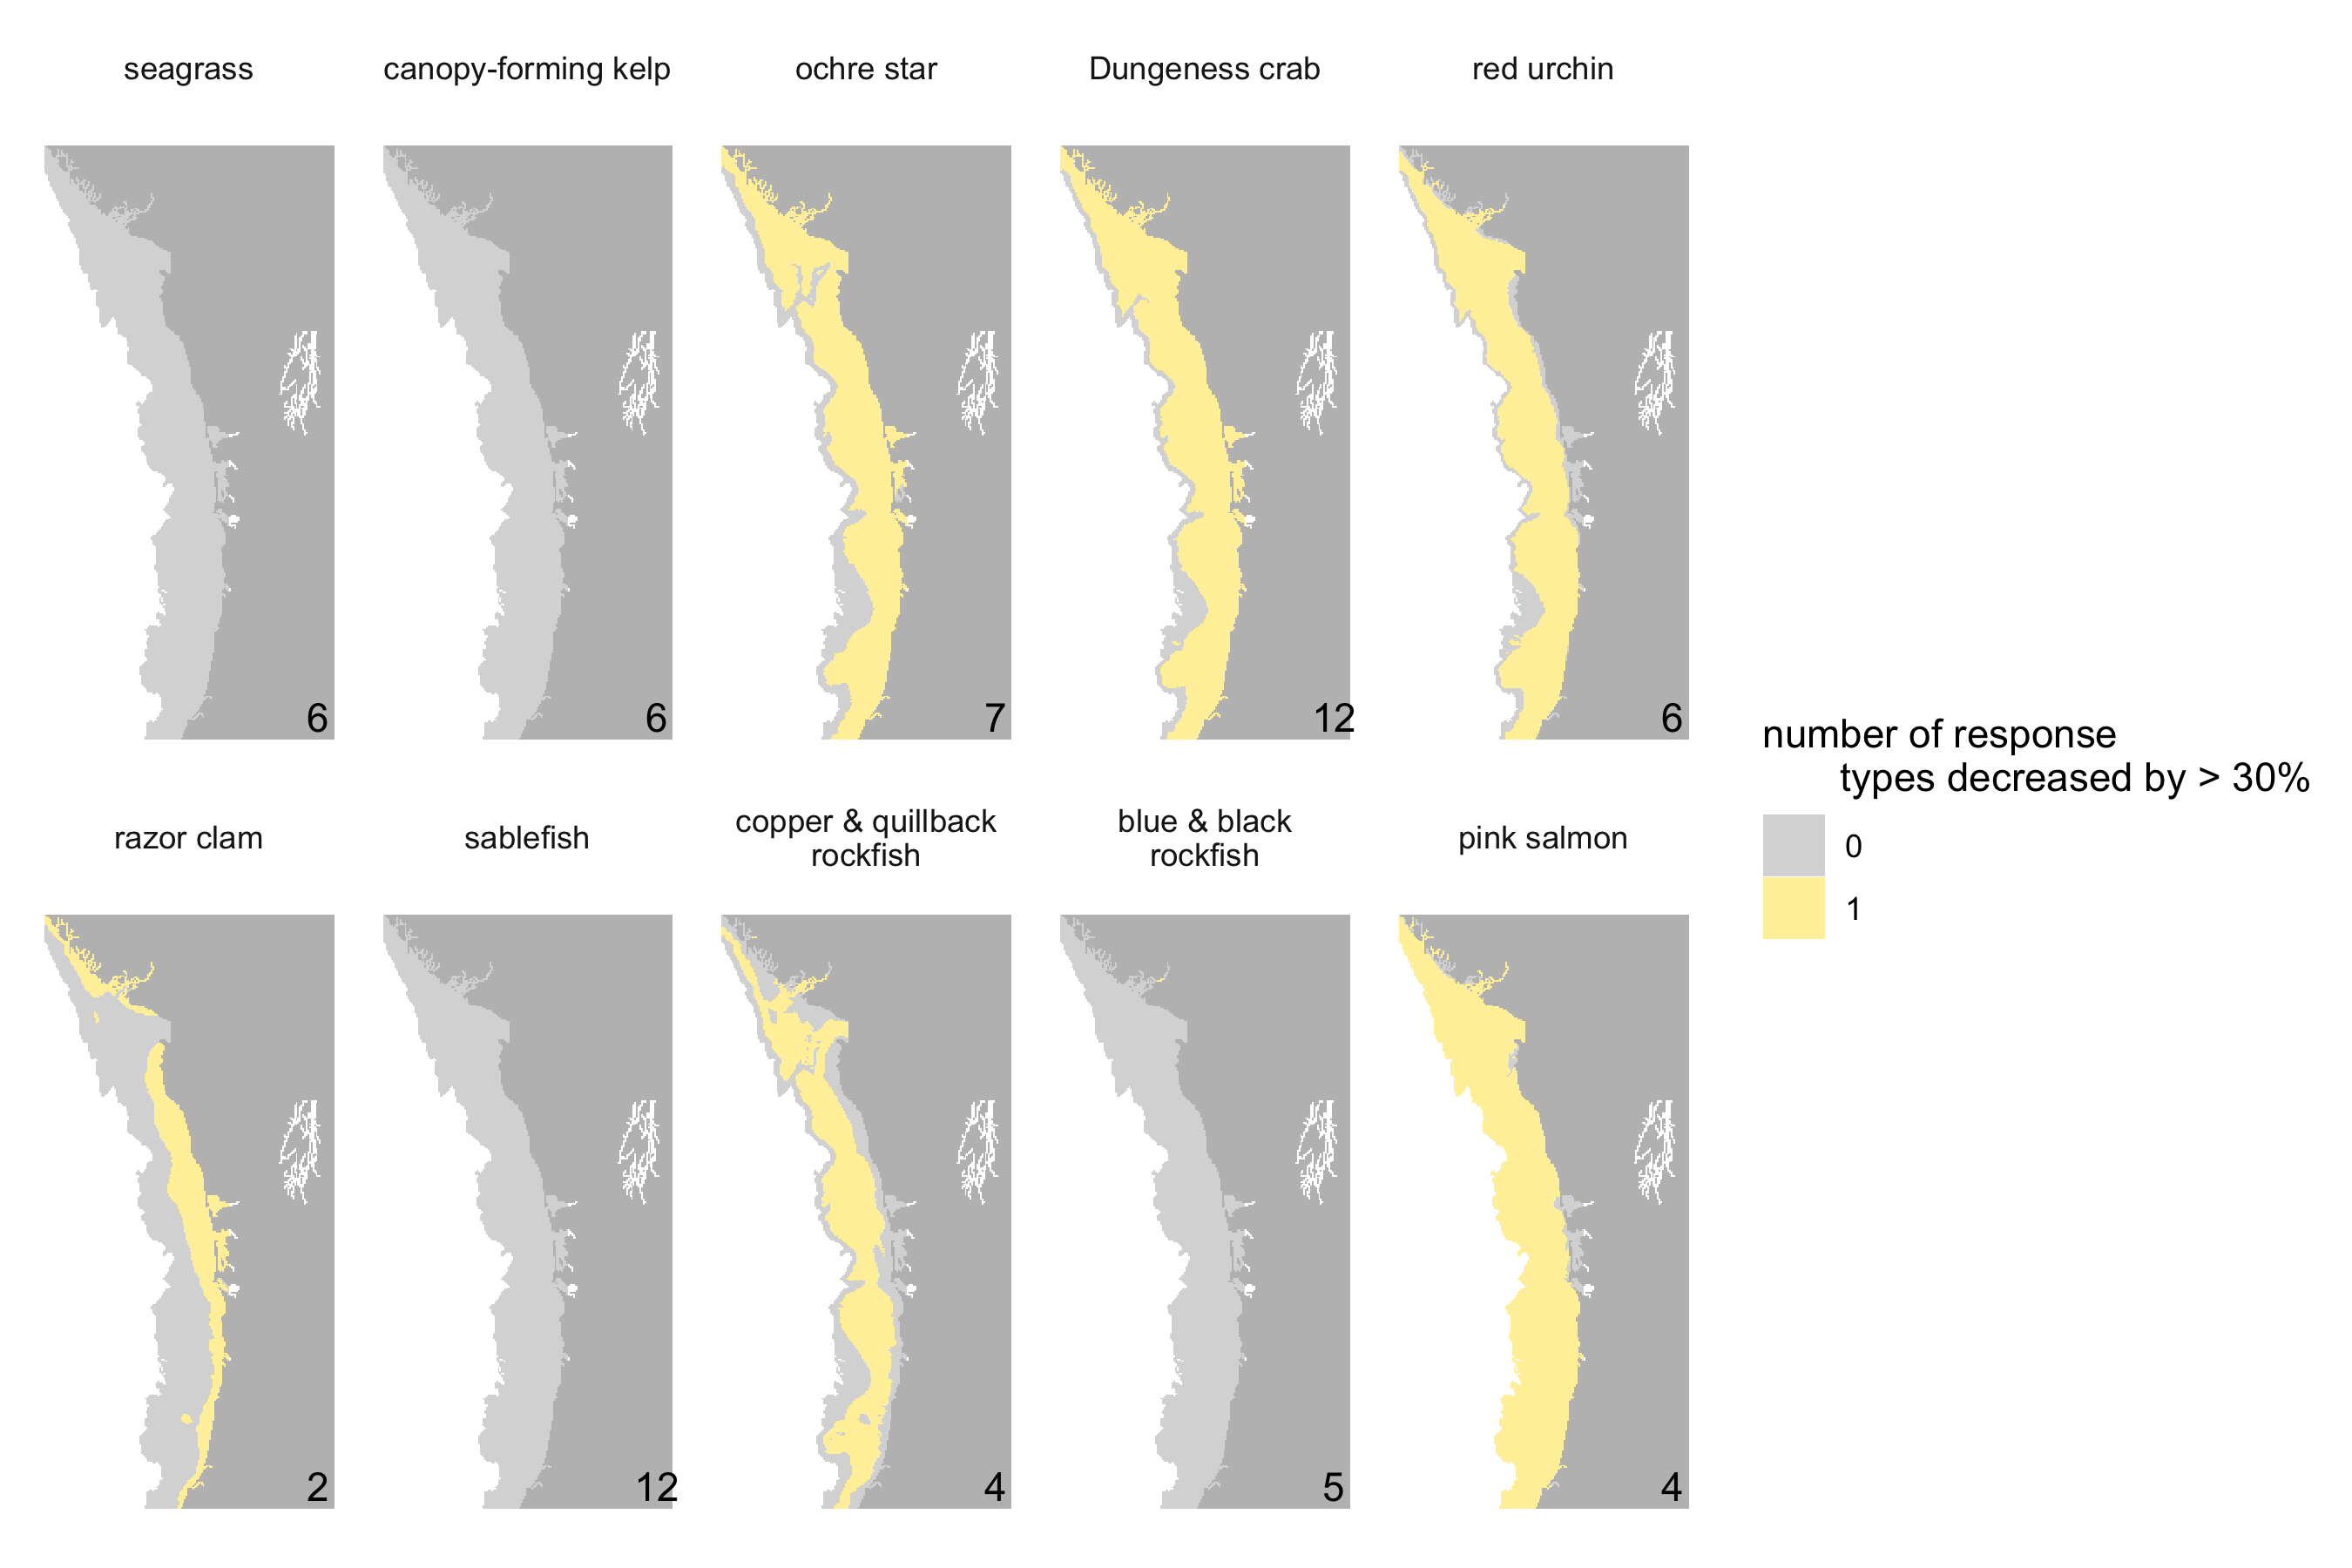 seagrass
canopy-forming kelp
ochre star
Dungeness crab
red urchin
6
6
7
12
6
razor clam
sablefish
copper & quillback
rockfish
blue & black
rockfish
pink salmon
2
12
4
5
4
number of response
types decreased by > 30%
0
1